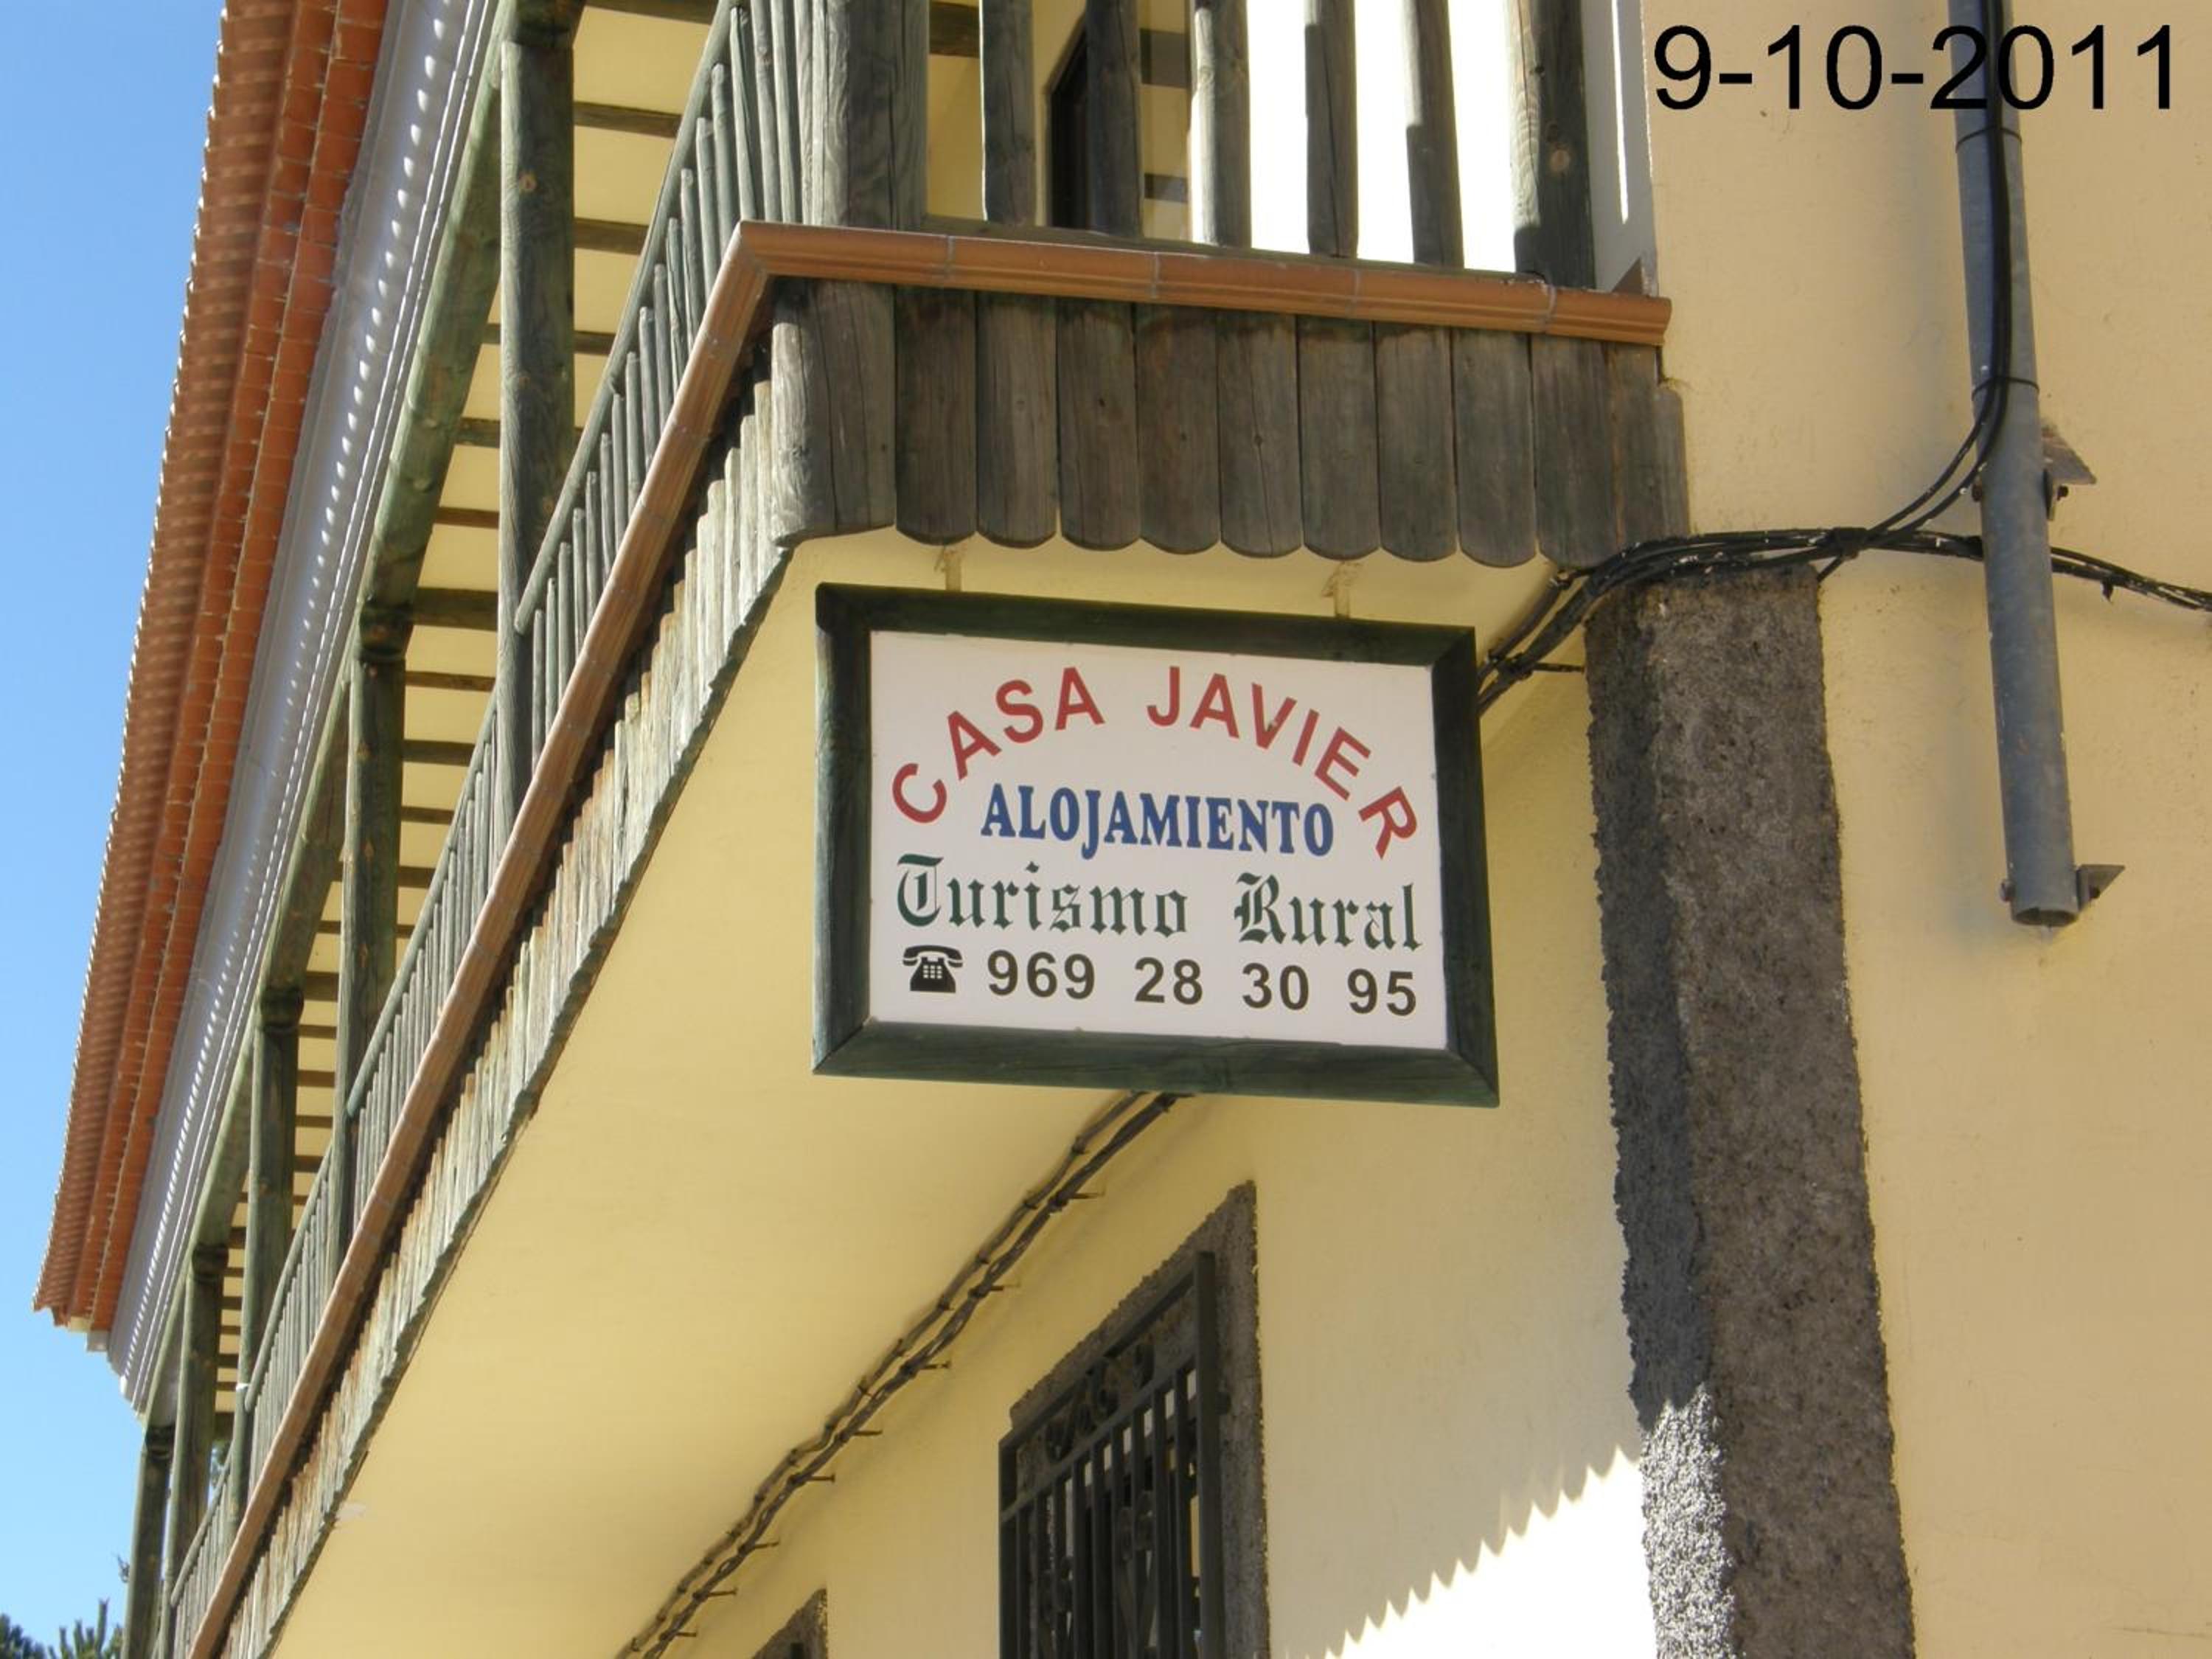 9-10-2011
CASA JAVIER
ALOJAMIENTO
Turismo Rural
969 28 30 95